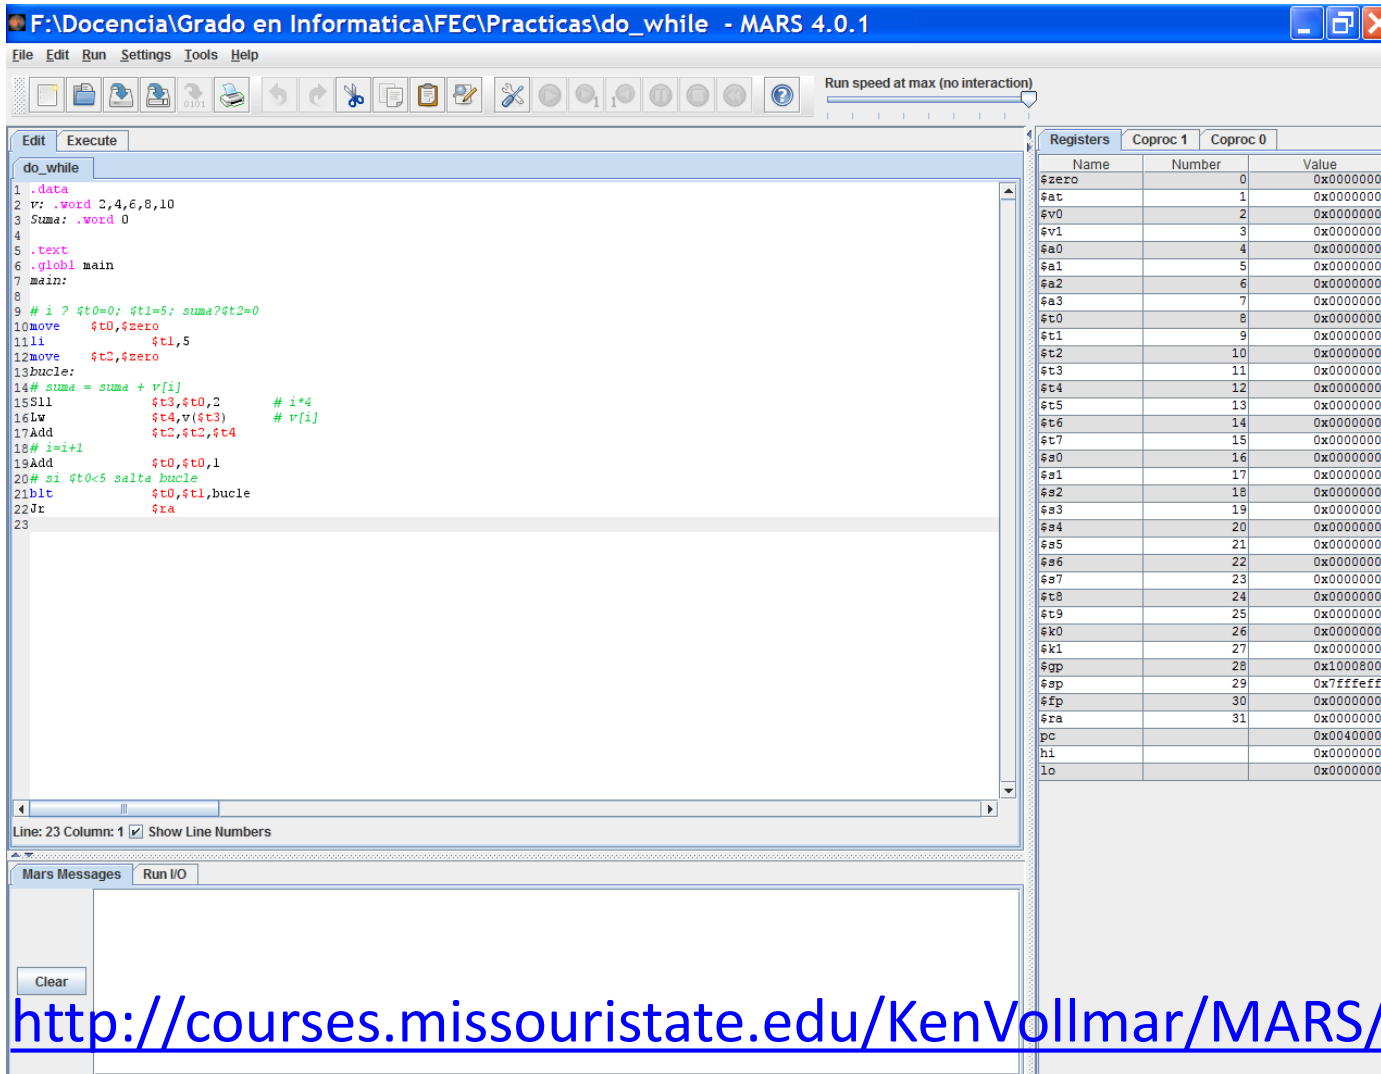 F:\Docencia\Grado en Informatica\FEC\Practicas\do_while - MARS 4.0.1
File Edit Run Settings Tools Help
Run speed at max (no interaction)
Edit Execute
do_while
1 .data
2 v: .word 2,4,6,8,10
3 Suma: .word 0
4
5 .text
6 .globl main
7 main:
8
9 # i ? $t0=0; $t1=5; suma?$t2=0
10 move $t0,$zero
11 li $t1,5
12 move $t2,$zero
13 bucle:
14 # suma = suma + v[i]
15 Sll $t3,$t0,2 # i*4
16 Lw $t4,v($t3) # v[i]
17 Add $t2,$t2,$t4
18 # i=i+1
19 Add $t0,$t0,1
20 # si $t0<5 salta bucle
21 blt $t0,$t1,bucle
22 Jr $ra
23
Line: 23 Column: 1 Show Line Numbers
Mars Messages Run I/O
Clear
Registers Coproc 1 Coproc 0
Name Number Value
$zero 0 0x0000000
$at 1 0x0000000
$v0 2 0x0000000
$v1 3 0x0000000
$a0 4 0x0000000
$a1 5 0x0000000
$a2 6 0x0000000
$a3 7 0x0000000
$t0 8 0x0000000
$t1 9 0x0000000
$t2 10 0x0000000
$t3 11 0x0000000
$t4 12 0x0000000
$t5 13 0x0000000
$t6 14 0x0000000
$t7 15 0x0000000
$s0 16 0x0000000
$s1 17 0x0000000
$s2 18 0x0000000
$s3 19 0x0000000
$s4 20 0x0000000
$s5 21 0x0000000
$s6 22 0x0000000
$s7 23 0x0000000
$t8 24 0x0000000
$t9 25 0x0000000
$k0 26 0x0000000
$k1 27 0x0000000
$gp 28 0x1000800
$sp 29 0x7fffeff
$fp 30 0x0000000
$ra 31 0x0000000
pc 0x0040000
hi 0x0000000
lo 0x0000000
http://courses.missouristate.edu/KenVollmar/MARS/